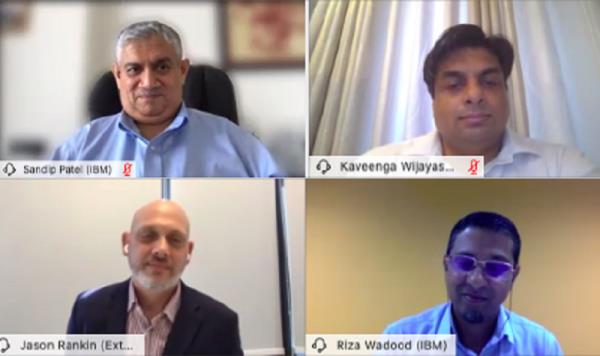 Sandip Patel (IBM)
Kaveenga Wijayas...
Jason Rankin (Ext...
Riza Wadood (IBM)